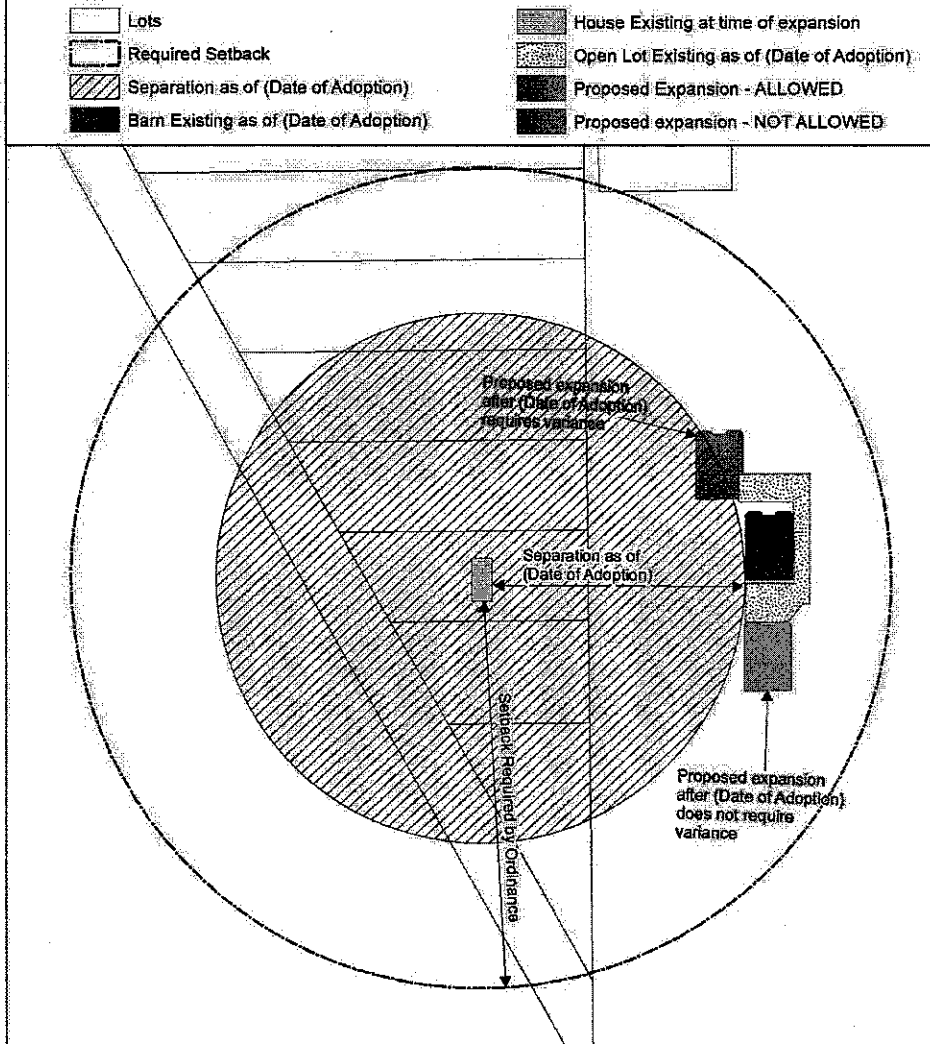 Lots
Required Setback
Separation as of (Date of Adoption)
Barn Existing as of (Date of Adoption)
House Existing at time of expansion
Open Lot Existing as of (Date of Adoption)
Proposed Expansion - ALLOWED
Proposed expansion - NOT ALLOWED
Proposed expansion
after (Date of Adoption)
requires variance
Separation as of
(Date of Adoption)
Setback Required by Ordinance
Proposed expansion
after (Date of Adoption)
does not require
variance